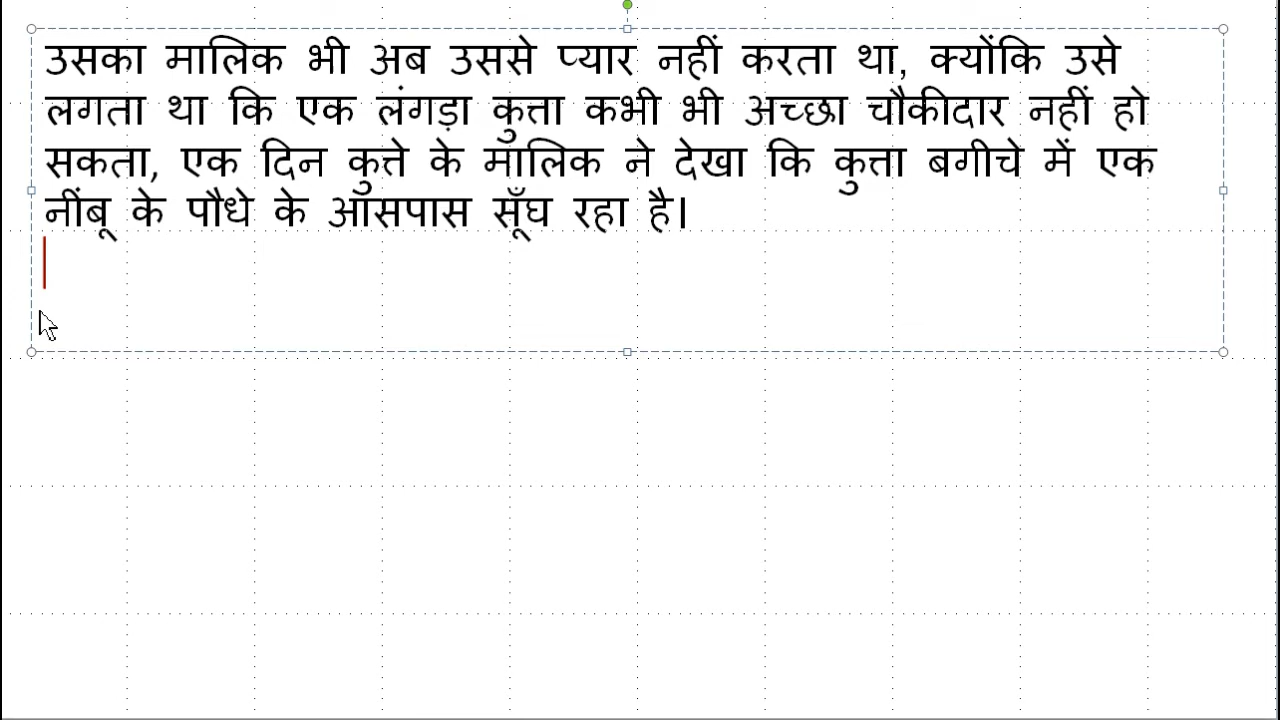 उसका मालिक भी अब उससे प्यार नहीं करता था, क्योंकि उसे
लगता था कि एक लंगड़ा कुत्ता कभी भी अच्छा चौकीदार नहीं हो
सकता, एक दिन कुत्ते के मालिक ने देखा कि कुत्ता बगीचे में एक
नींबू के पौधे के आसपास सूँघ रहा है।